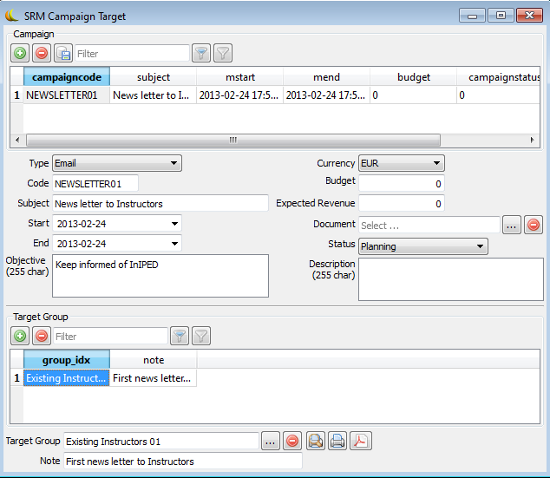 SRM Campaign Target
Campaign
Filter
campaigncode subject mstart mend budget campaignstatus
1 NEWSLETTER01 News letter to I... 2013-02-24 17:5... 2013-02-24 17:5... 0 0
Type Email Currency EUR
Code NEWSLETTER01 Budget 0
Subject News letter to Instructors Expected Revenue 0
Start 2013-02-24 Document Select ... ...
End 2013-02-24 Status Planning
Objective (255 char) Keep informed of InIPED Description (255 char)
Target Group
Filter
group_idx note
1 Existing Instruct... First news letter...
Target Group Existing Instructors 01 ...
Note First news letter to Instructors